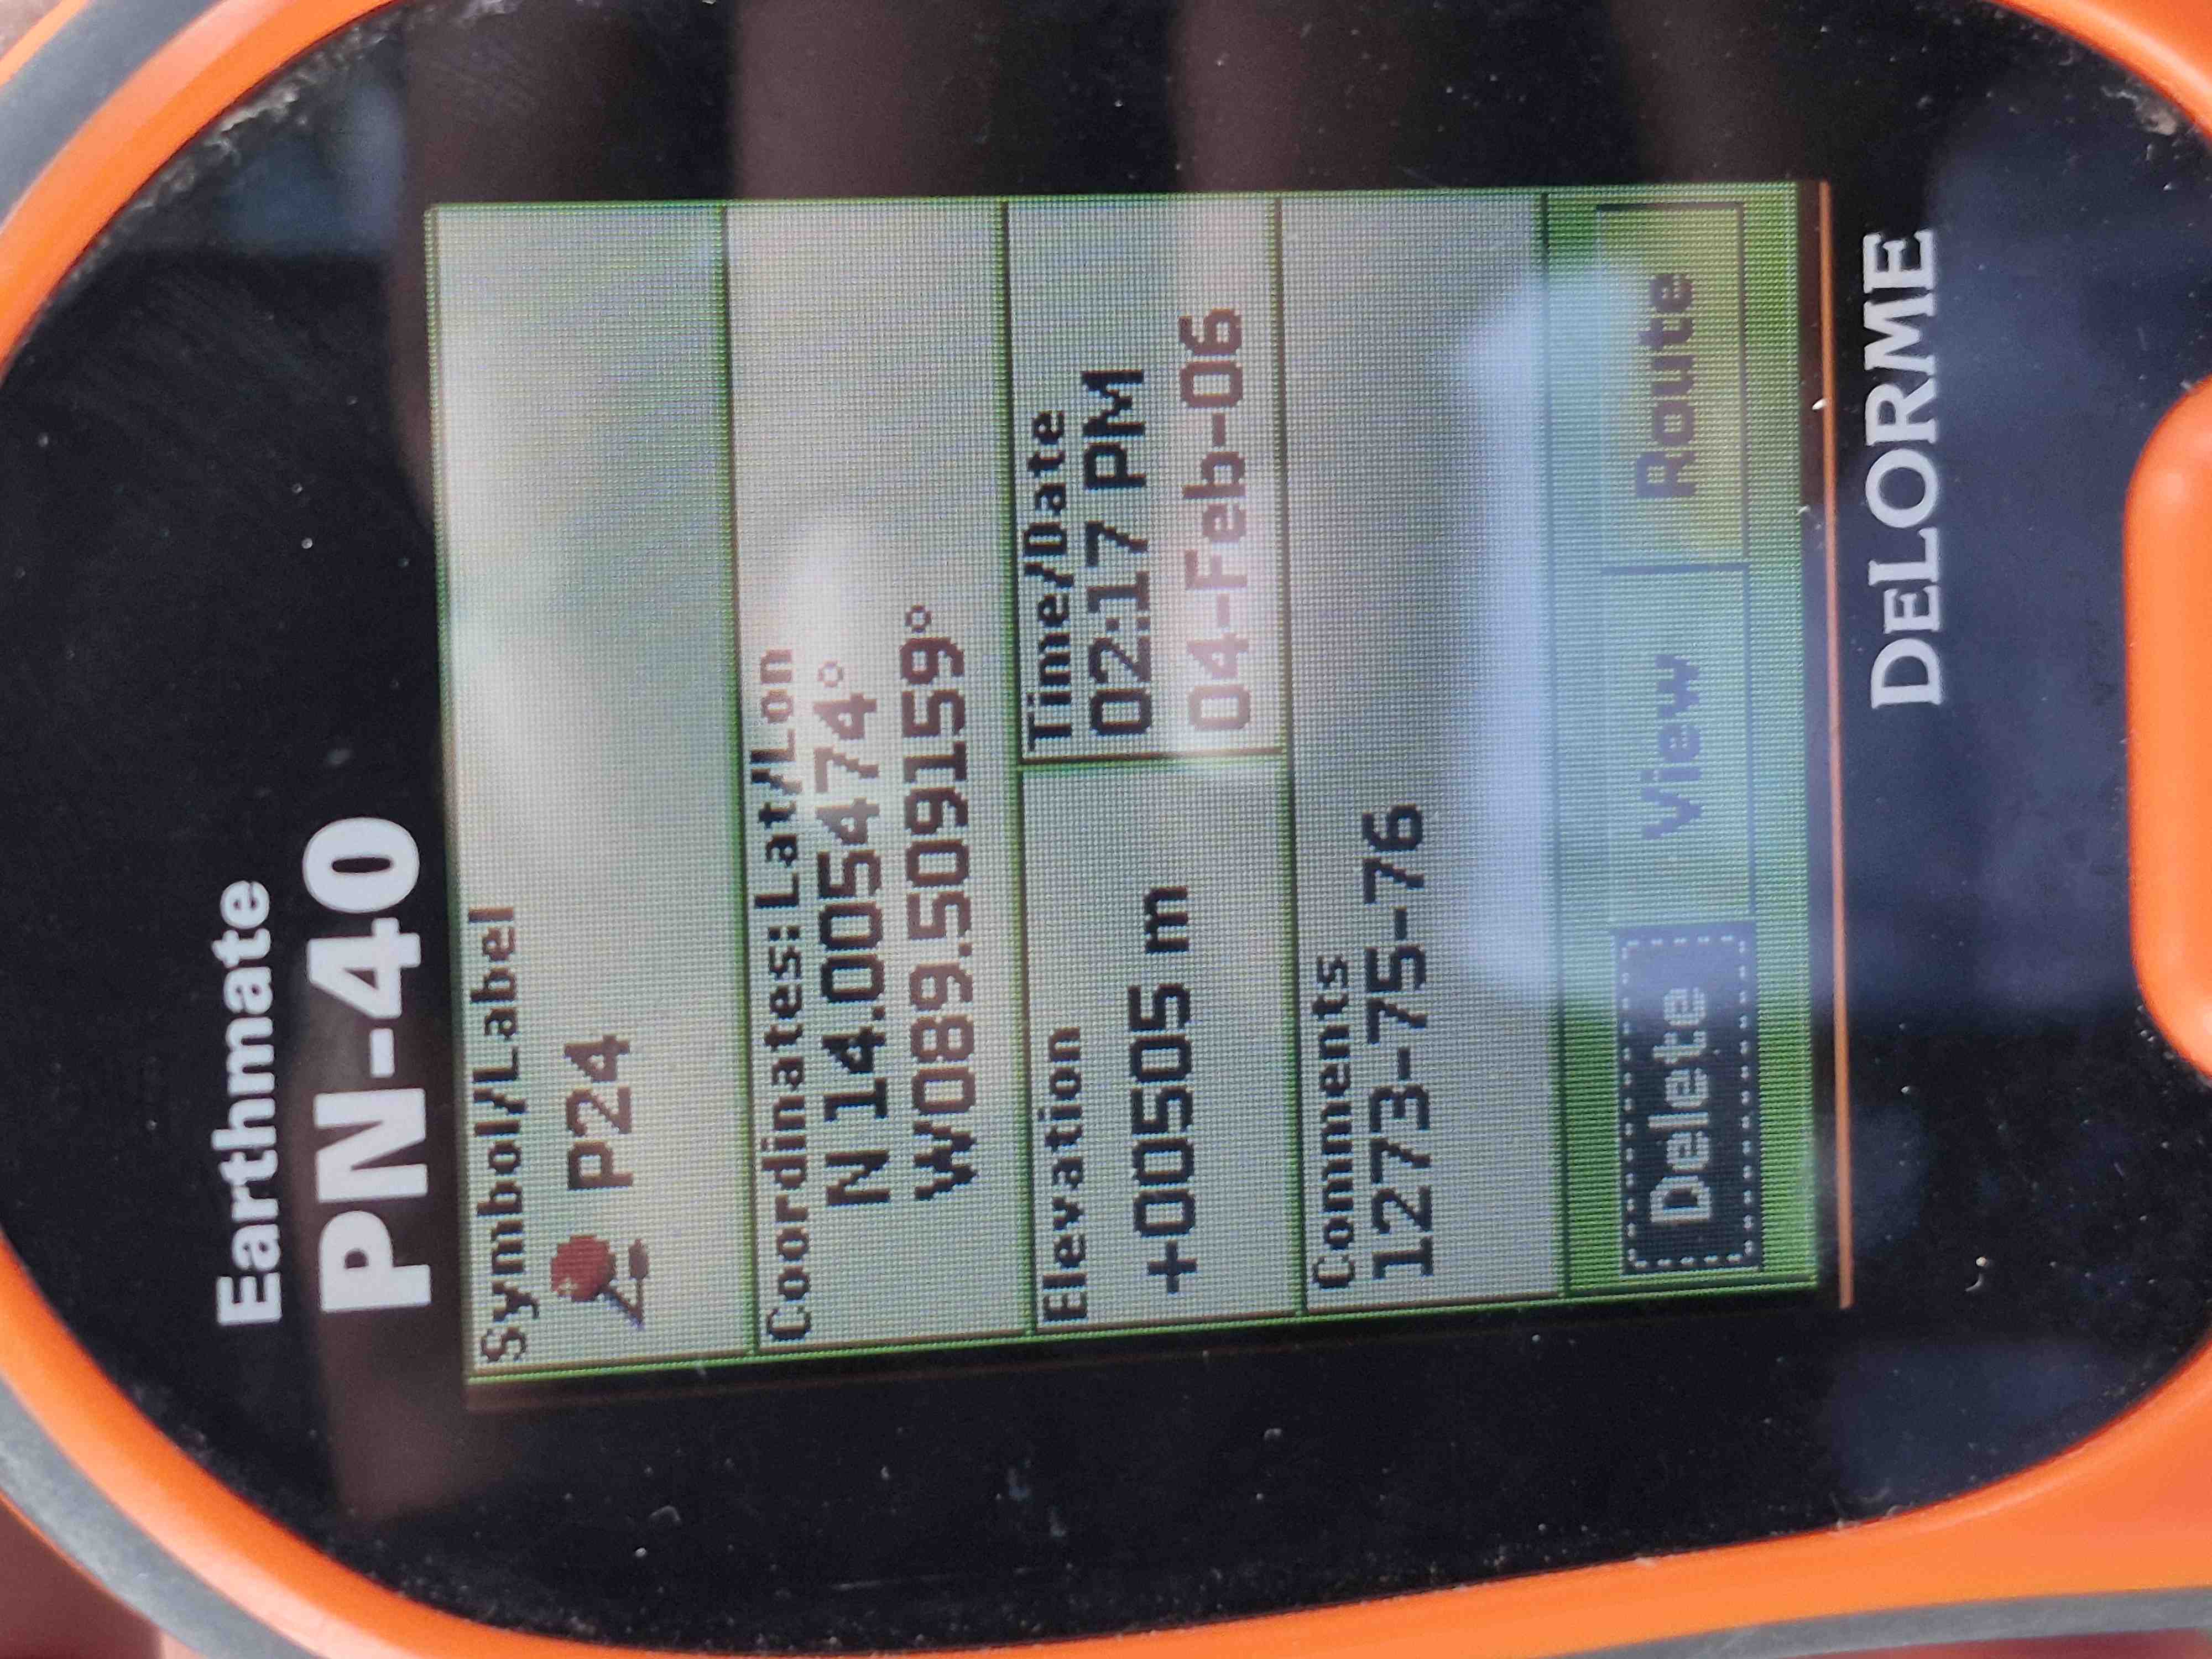 Earthmate
PN-40
Symbol/Label
P24
Coordinates: Lat/Lon
N 14.005474°
W089.509159°
Elevation
+00505 m
Time/Date
02:17 PM
04-Feb-06
Comments
1273-75-76
Delete View Route
DELORME